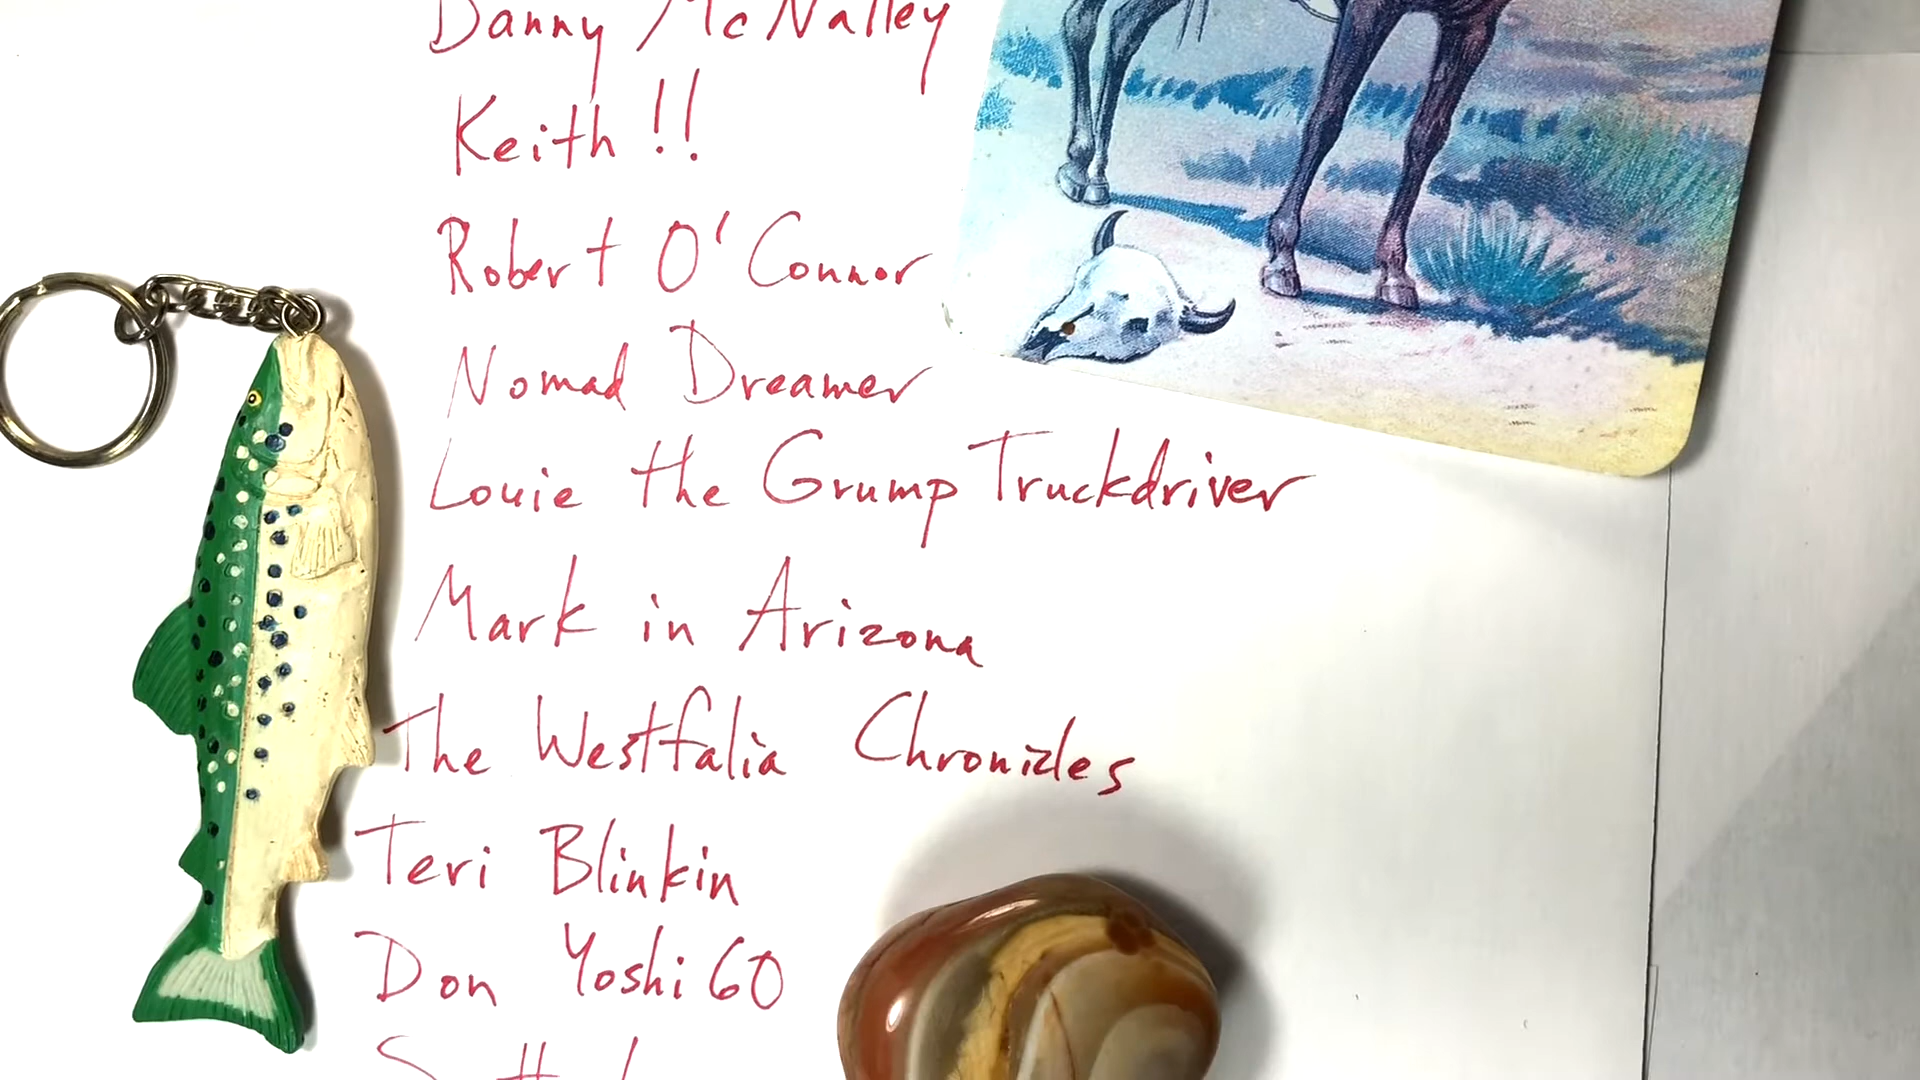 Danny McNalley
Keith !!
Robert O'Connor
Nomad Dreamer
Louie the Grump Truckdriver
Mark in Arizona
The Westfalia Chronicles
Teri Blinkin
Don Yoshi 60